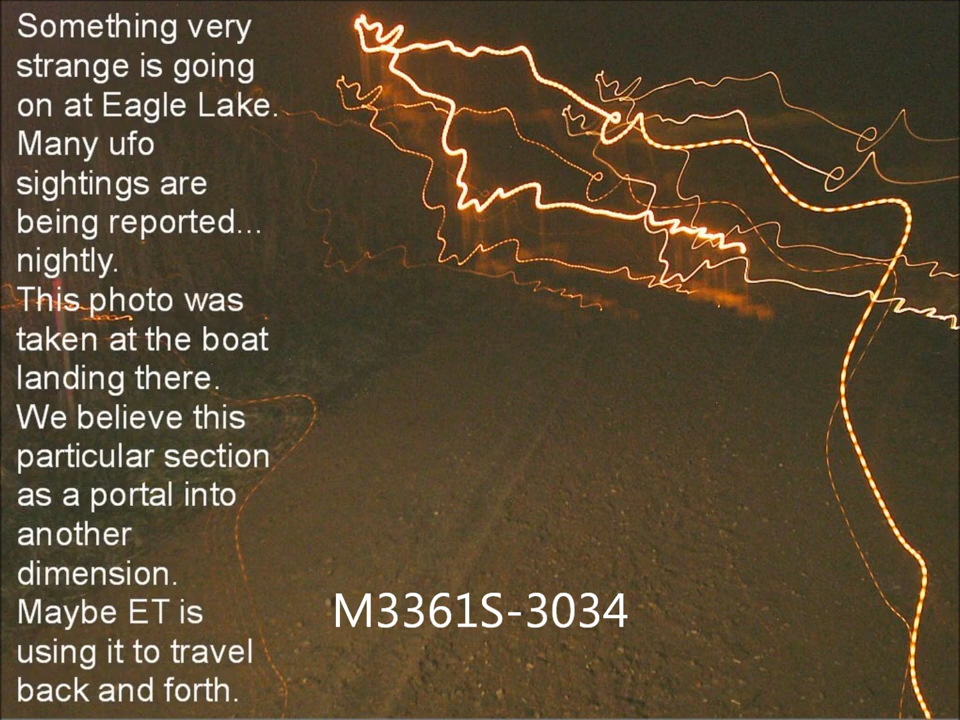 Something very
strange is going
on at Eagle Lake.
Many ufo
sightings are
being reported...
nightly.
This photo was
taken at the boat
landing there.
We believe this
particular section
as a portal into
another
dimension.
Maybe ET is
using it to travel
back and forth.
M3361S-3034